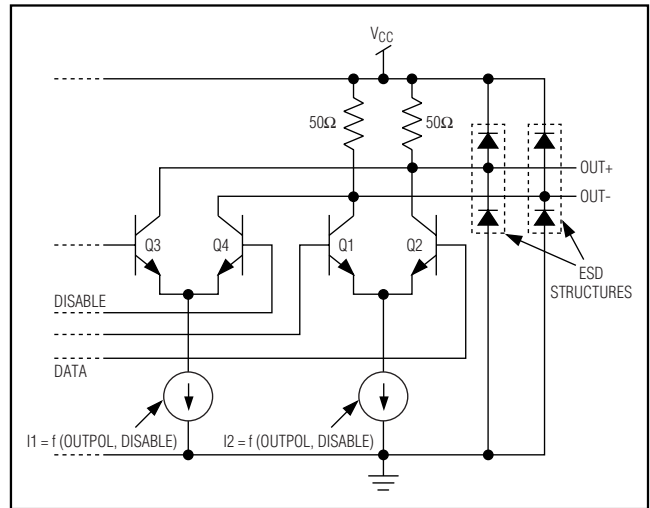 VCC
50Ω 50Ω
OUT+
OUT-
Q3 Q4 Q1 Q2
ESD
STRUCTURES
DISABLE
DATA
I1 = f (OUTPOL, DISABLE) I2 = f (OUTPOL, DISABLE)